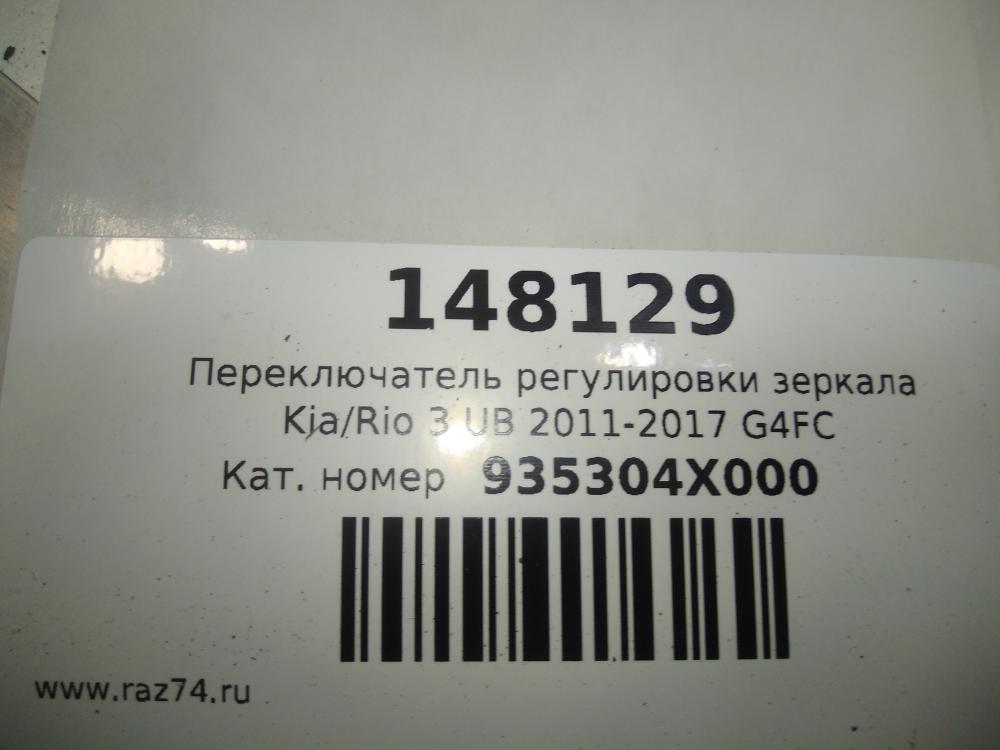 148129
Переключатель регулировки зеркала
Kia/Rio 3 UB 2011-2017 G4FC
Кат. номер 935304X000
www.raz74.ru